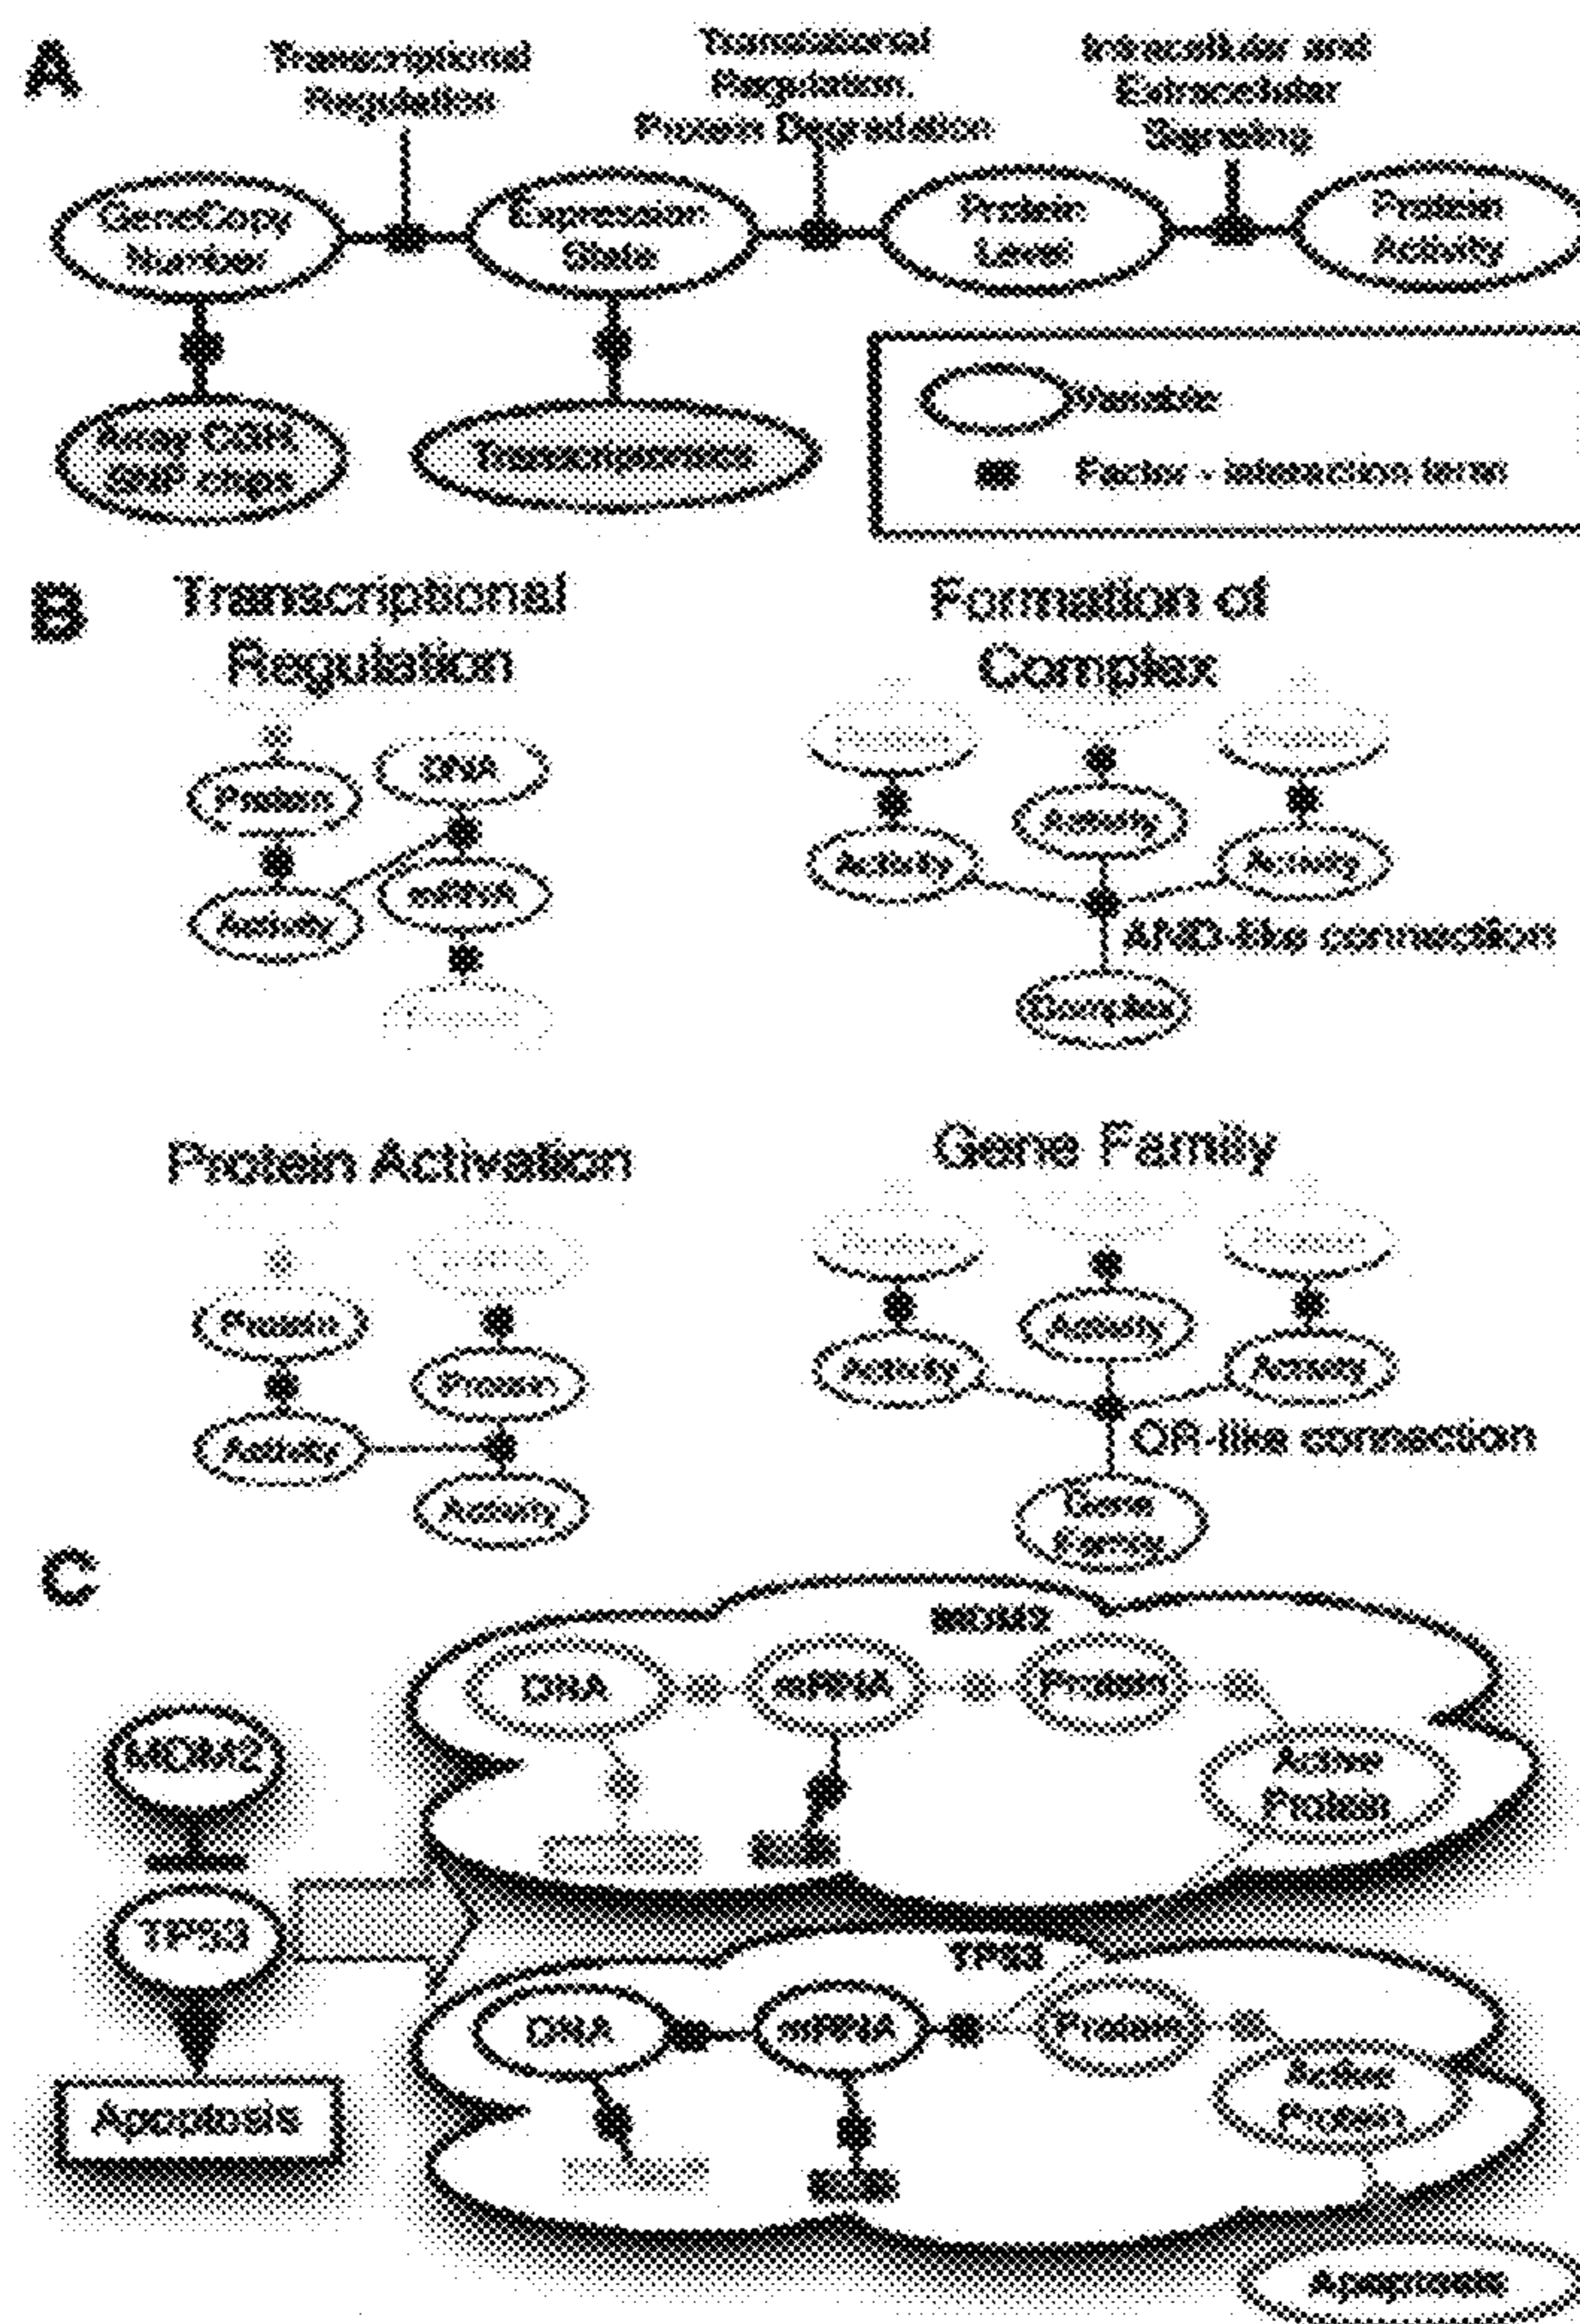 A
Transcriptional
Regulation
Translational
Regulation,
Protein Degradation
Intracellular and
Extracellular
Signaling
GeneCopy
Number
Expression
State
Protein
Level
Protein
Activity
Array CGH,
SNP chips
Transcriptomics
Variable
Factor - interaction term
B
Transcriptional
Regulation
Protein
DNA
Activity
mRNA
Formation of
Complex
Activity
Activity
Activity
AND-like connection
Complex
Protein Activation
Protein
Protein
Activity
Activity
Gene Family
Activity
Activity
Activity
OR-like connection
Gene
Family
C
MDM2
TP53
Apoptosis
MDM2
DNA
mRNA
Protein
Active
Protein
TP53
DNA
mRNA
Protein
Active
Protein
Apoptosis